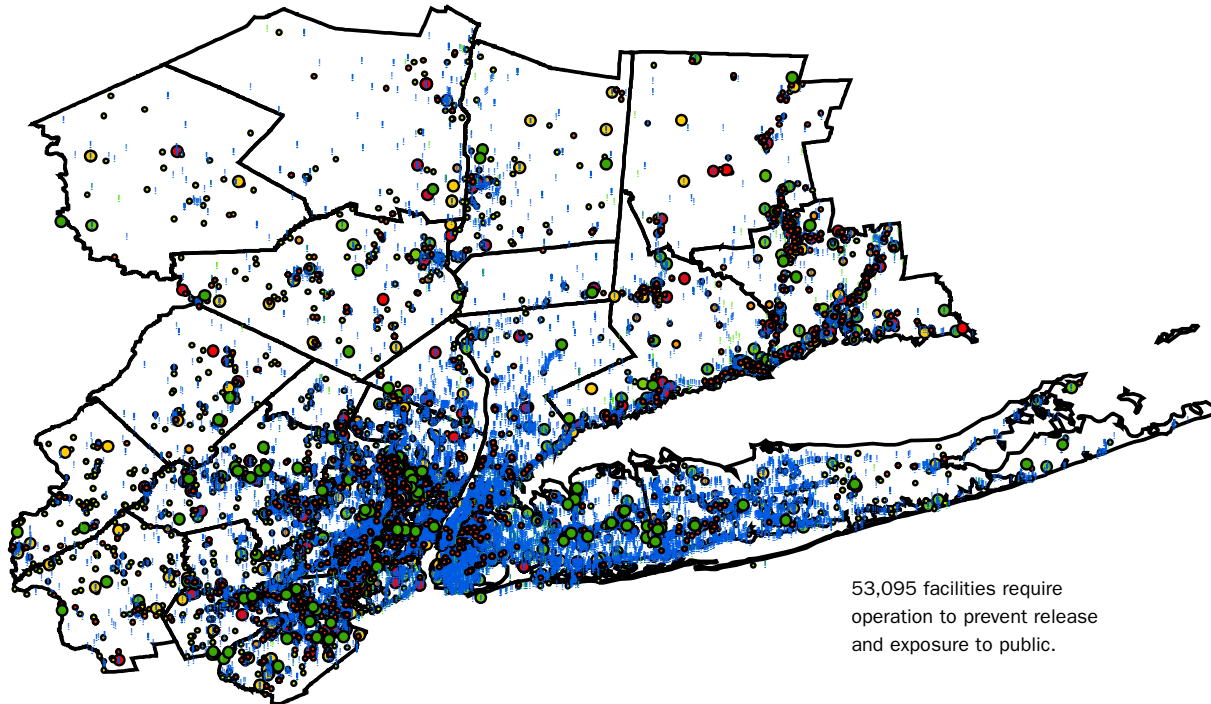 53,095 facilities require
operation to prevent release
and exposure to public.